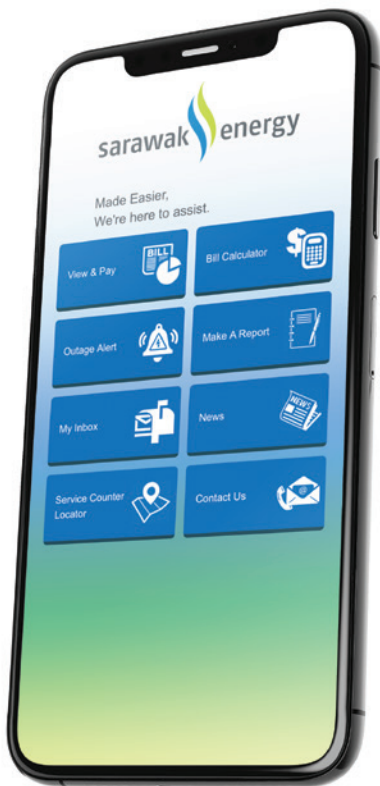 sarawak energy
Made Easier,
We're here to assist.
View & Pay
BILL
Bill Calculator
$
Outage Alert
Make A Report
My Inbox
News
NEWS
Service Counter
Locator
Contact Us
@